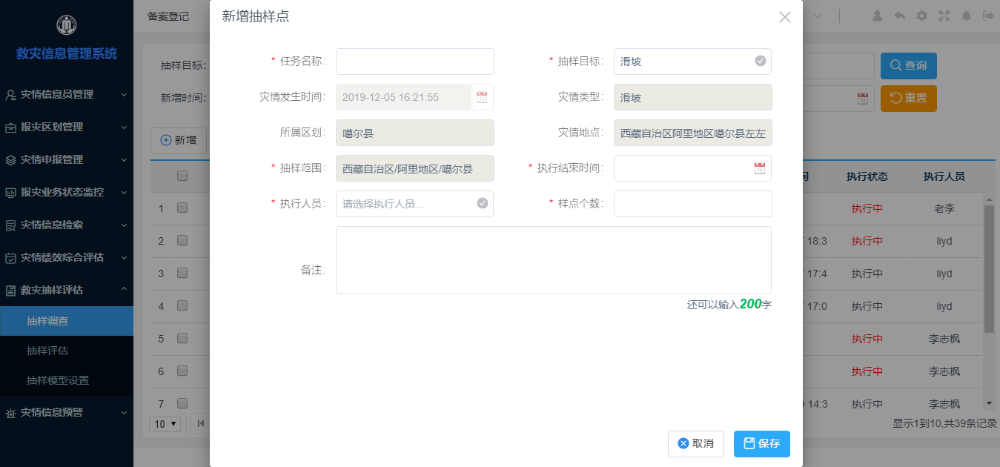 救灾信息管理系统
灾情信息员管理
报灾区划管理
灾情申报管理
报灾业务状态监控
灾情信息检索
灾情绩效综合评估
救灾抽样评估
抽样调查
抽样评估
抽样模型设置
灾情信息预警
备案登记
抽样目标:
新增时间:
查询
重置
新增
执行状态 执行人员
1 执行中 老李
2 18:3 执行中 liyd
3 17:4 执行中 liyd
4 17:0 执行中 liyd
5 执行中 李志枫
6 执行中 李志枫
7 14:3 执行中 李志枫
10
显示1到10,共39条记录
新增抽样点
* 任务名称:
* 抽样目标: 滑坡
灾情发生时间: 2019-12-05 16:21:55
灾情类型: 滑坡
所属区划: 噶尔县
灾情地点: 西藏自治区阿里地区噶尔县左左
* 抽样范围: 西藏自治区/阿里地区/噶尔县
* 执行结束时间:
* 执行人员: 请选择执行人员...
* 样点个数:
备注:
还可以输入200字
取消
保存